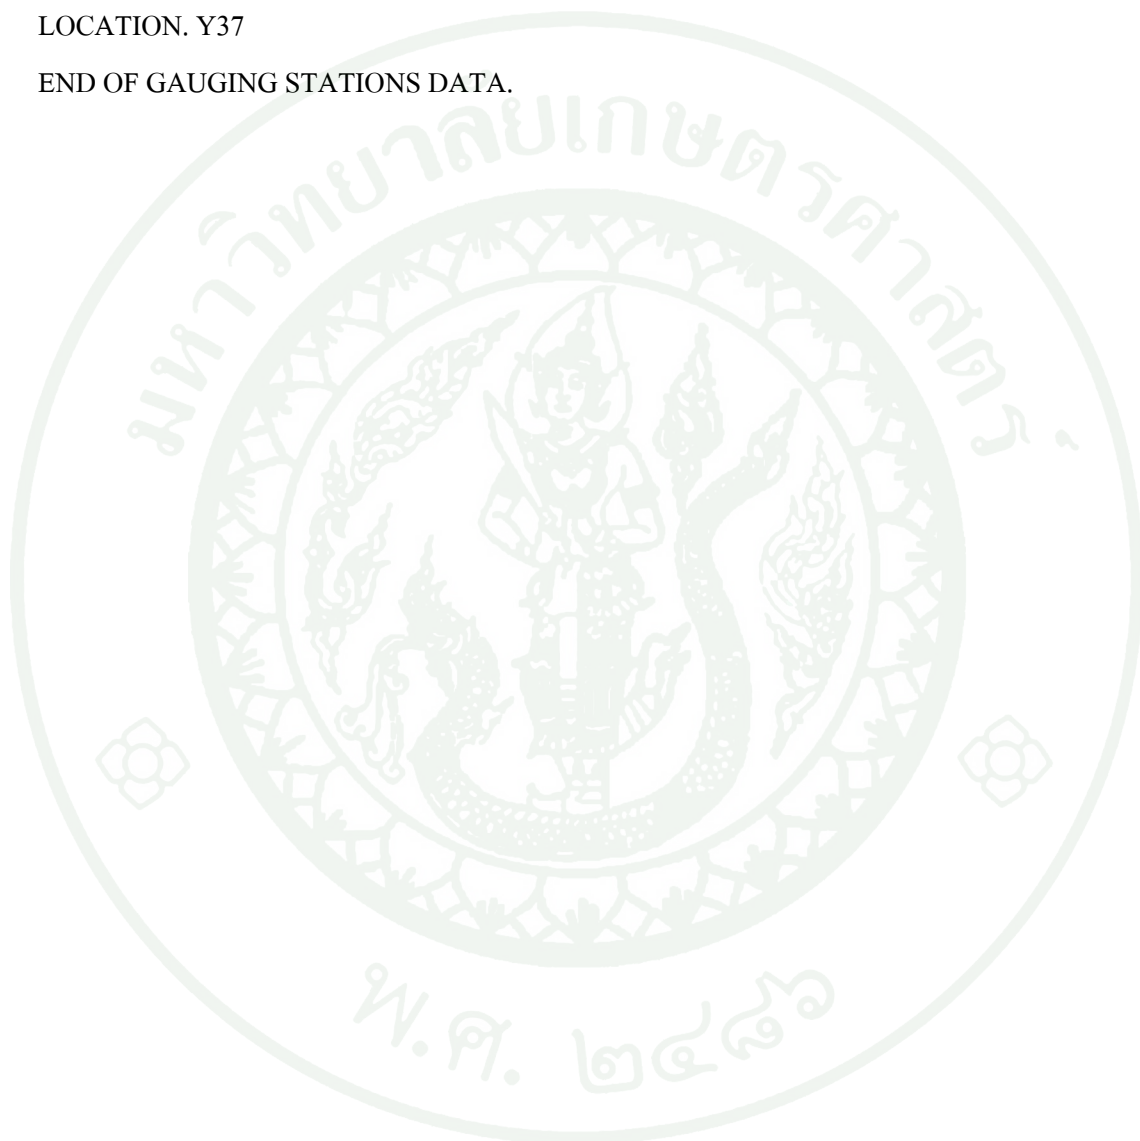 LOCATION. Y37
END OF GAUGING STATIONS DATA.
มหาวิทยาลัยเกษตรศาสตร์
พ.ศ. ๒๔๘๖